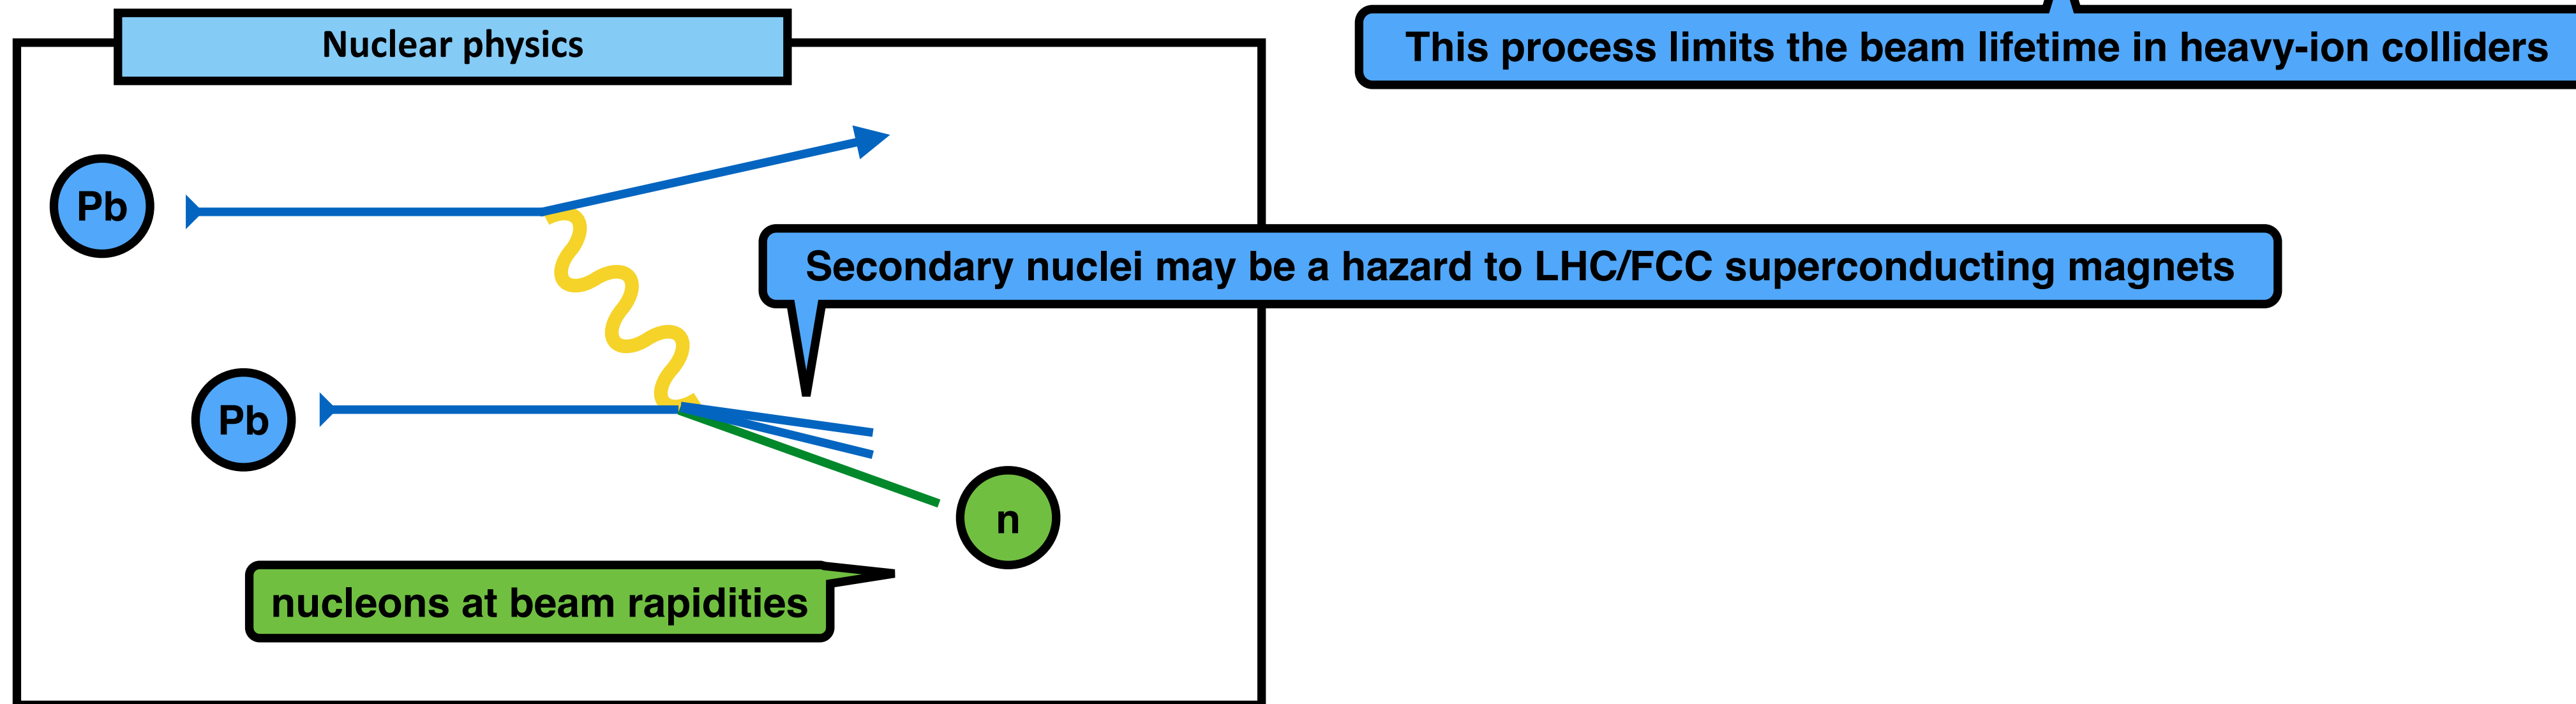 Nuclear physics
This process limits the beam lifetime in heavy-ion colliders
Pb
Secondary nuclei may be a hazard to LHC/FCC superconducting magnets
Pb
n
nucleons at beam rapidities